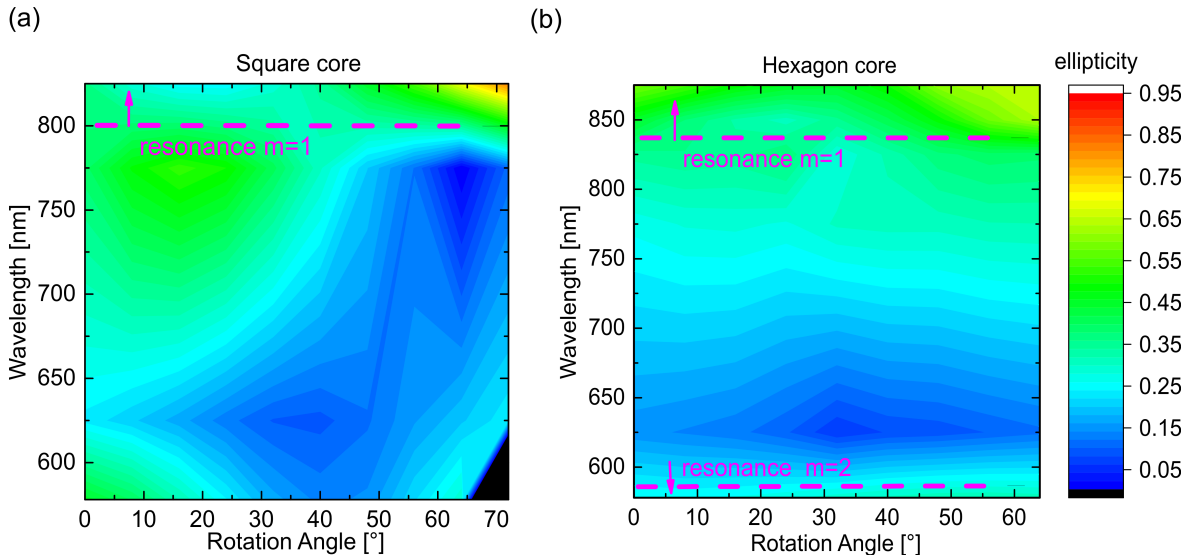 (a)
(b)
Square core
Hexagon core
ellipticity
resonance m=1
resonance m=1
resonance m=2
Wavelength [nm]
800
750
700
650
600
0 10 20 30 40 50 60 70
Rotation Angle [°]
Wavelength [nm]
850
800
750
700
650
600
0 10 20 30 40 50 60
Rotation Angle [°]
0.95
0.85
0.75
0.65
0.55
0.45
0.35
0.25
0.15
0.05